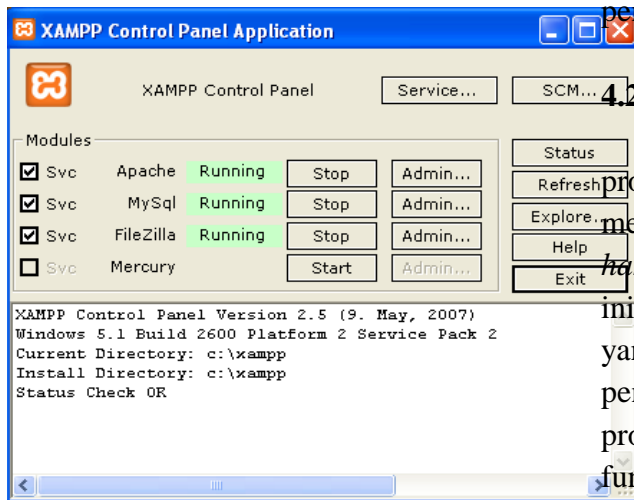 XAMPP Control Panel Application
XAMPP Control Panel
Service...
SCM...
4.2
Modules
Svc Apache Running Stop Admin...
Svc MySql Running Stop Admin...
Svc FileZilla Running Stop Admin...
Svc Mercury Start Admin...
Status
Refresh
Explore...
Help
Exit
XAMPP Control Panel Version 2.5 (9. May, 2007)
Windows 5.1 Build 2600 Platform 2 Service Pack 2
Current Directory: c:\xampp
Install Directory: c:\xampp
Status Check OK